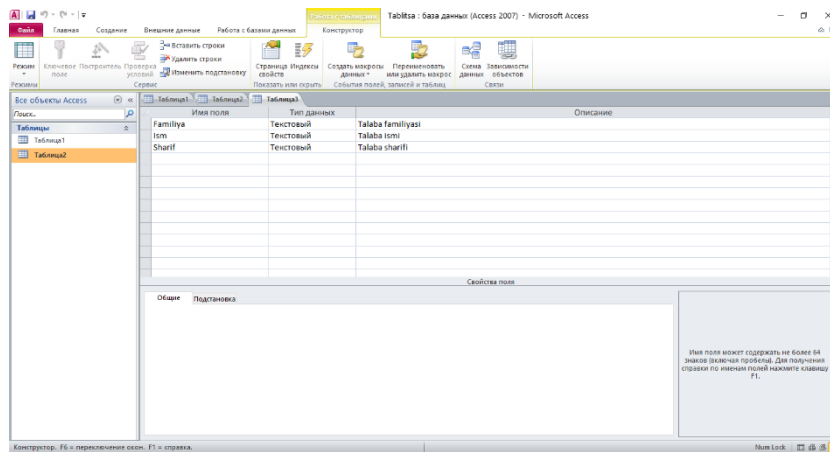 Работа с таблицами
Tablitsa : база данных (Access 2007) - Microsoft Access
Файл Главная Создание Внешние данные Работа с базами данных Конструктор
Режим
Ключевое поле
Построитель
Проверка условий
Вставить строки
Удалить строки
Изменить подстановку
Страница свойств
Индексы
Создать макросы данных
Переименовать или удалить макрос
Схема данных
Зависимости объектов
Режимы Сервис Показать или скрыть События полей, записей и таблиц Связи
Все объекты Access
Поиск...
Таблицы
Таблица1
Таблица2
Таблица1 Таблица2 Таблица3
Имя поля Тип данных Описание
Familiya Текстовый Talaba familiyasi
Ism Текстовый Talaba ismi
Sharif Текстовый Talaba sharifi
Свойства поля
Общие Подстановка
Имя поля может содержать не более 64
знаков (включая пробелы). Для получения
справки по именам полей нажмите клавишу
F1.
Конструктор. F6 = переключение окон. F1 = справка. Num Lock